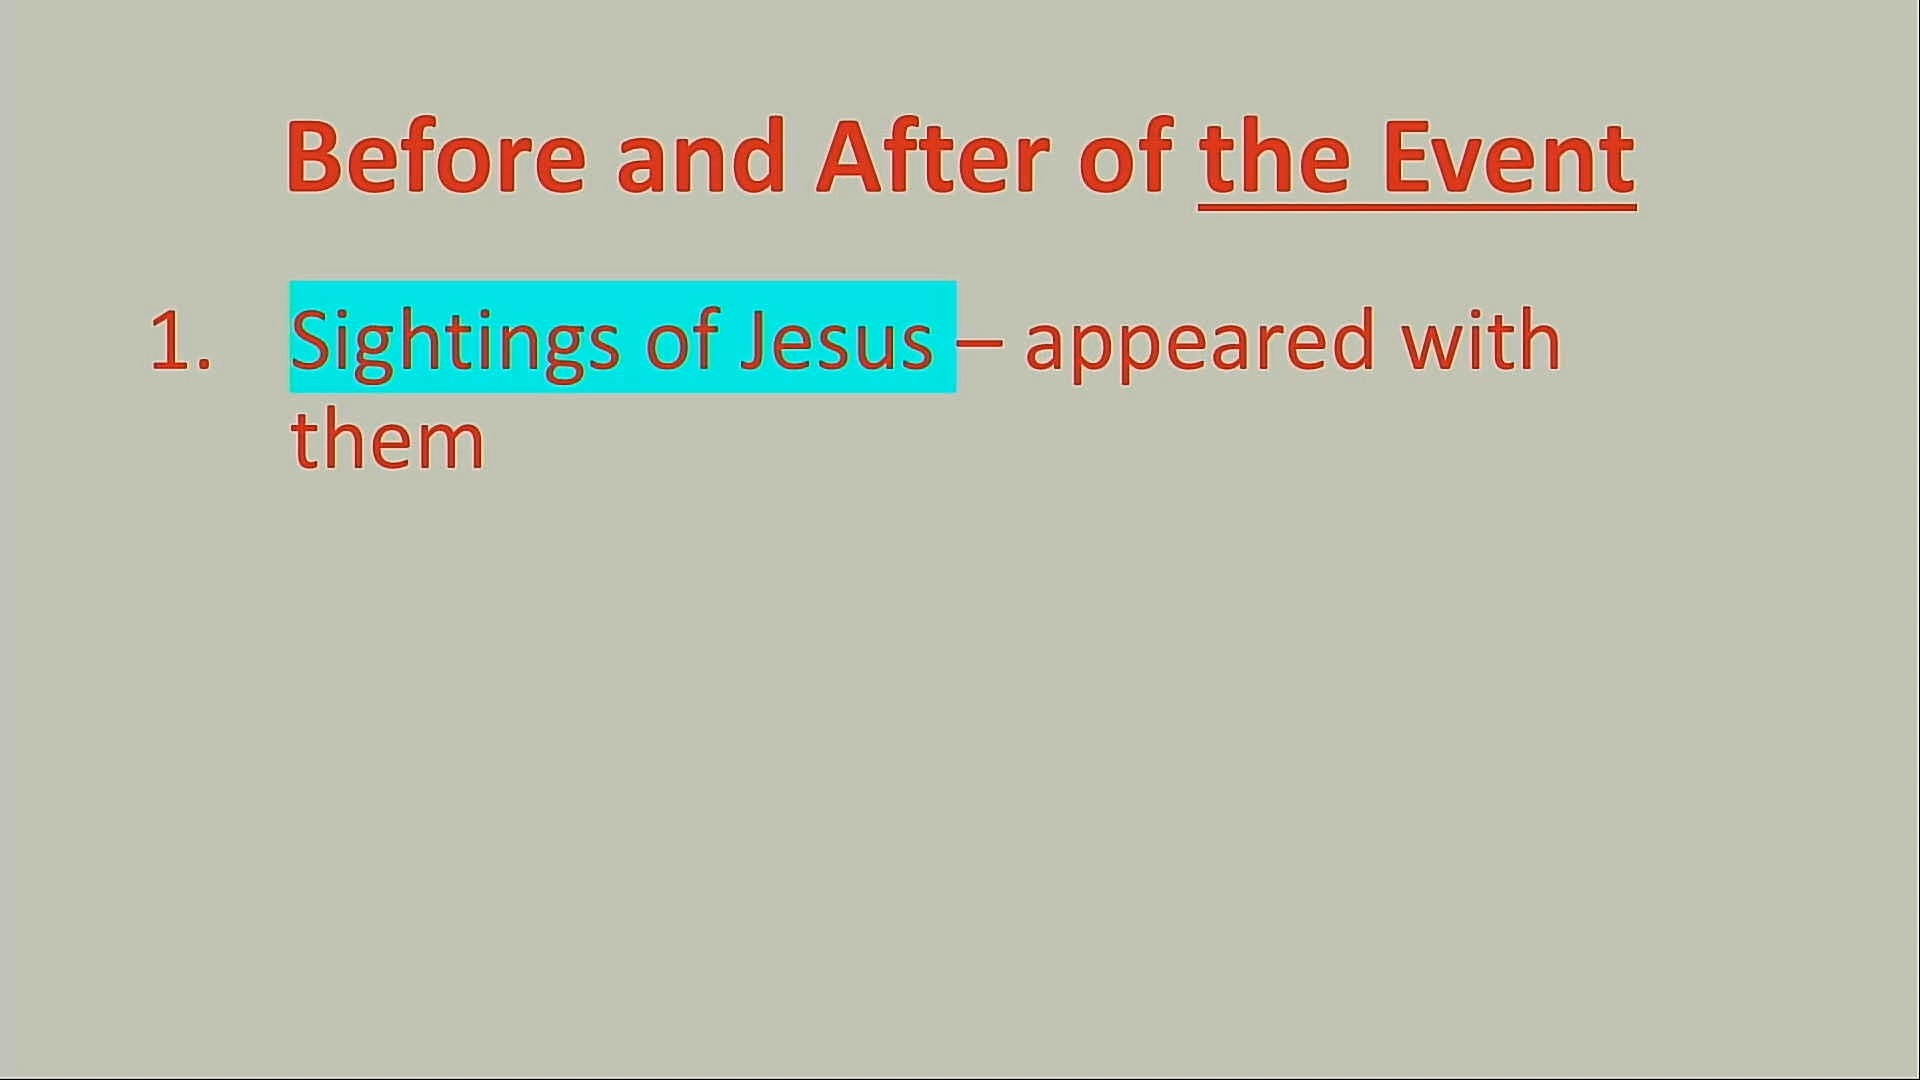 Before and After of the Event
1. Sightings of Jesus – appeared with
them